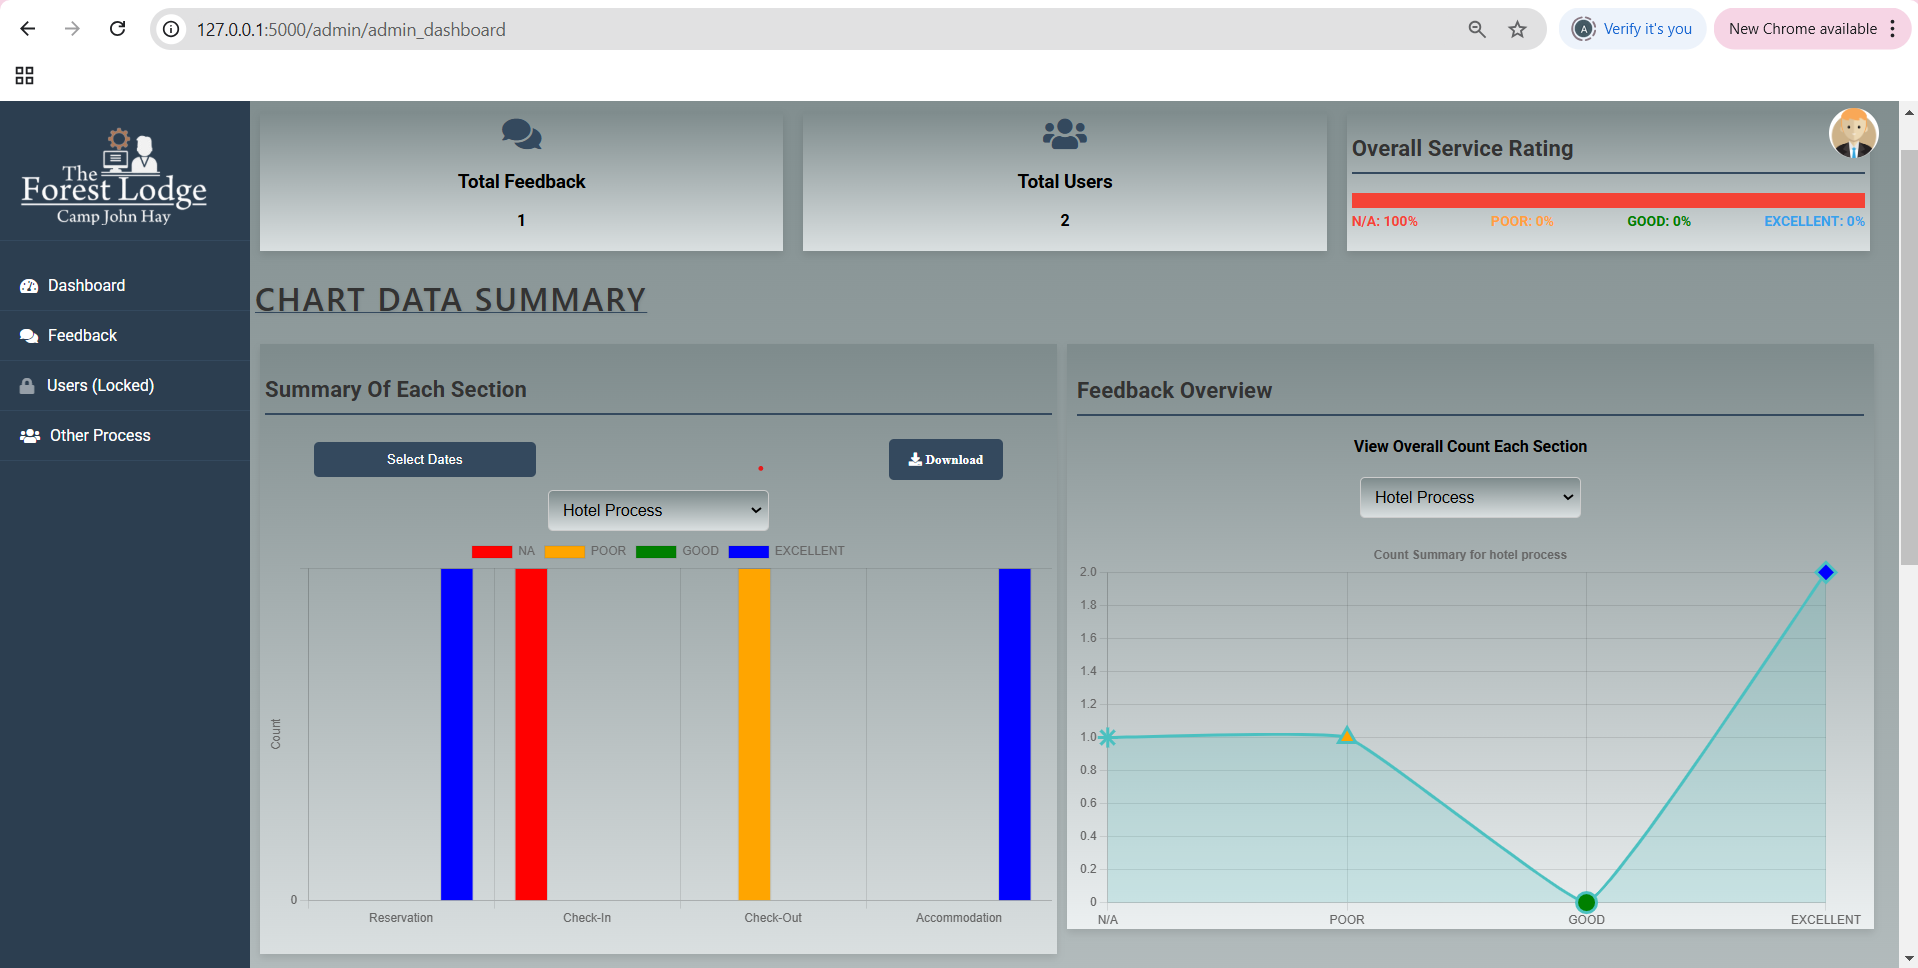 127.0.0.1:5000/admin/admin_dashboard
Verify it's you
New Chrome available
The
Forest Lodge
Camp John Hay
Dashboard
Feedback
Users (Locked)
Other Process
Total Feedback
1
Total Users
2
Overall Service Rating
N/A: 100% POOR: 0% GOOD: 0% EXCELLENT: 0%
CHART DATA SUMMARY
Summary Of Each Section
Select Dates
Download
Hotel Process
NA POOR GOOD EXCELLENT
Count
0
Reservation Check-In Check-Out Accommodation
Feedback Overview
View Overall Count Each Section
Hotel Process
Count Summary for hotel process
2.0
1.8
1.6
1.4
1.2
1.0
0.8
0.6
0.4
0.2
0
N/A POOR GOOD EXCELLENT